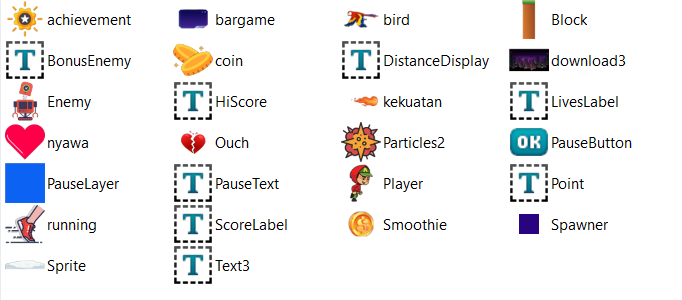 achievement bargame bird Block
BonusEnemy coin DistanceDisplay download3
Enemy HiScore kekuatan LivesLabel
nyawa Ouch Particles2 OK PauseButton
PauseLayer PauseText Player Point
running ScoreLabel Smoothie Spawner
Sprite Text3